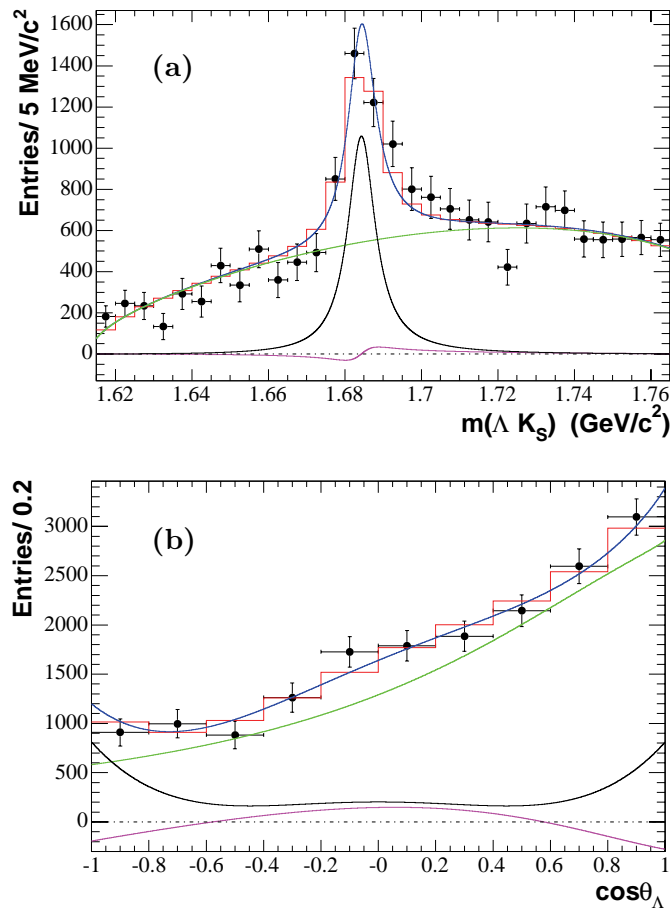 Entries/ 5 MeV/c²
1600
1400
1200
1000
800
600
400
200
0
(a)
1.62 1.64 1.66 1.68 1.7 1.72 1.74 1.76
m(Λ K_S) (GeV/c²)
Entries/ 0.2
3000
2500
2000
1500
1000
500
0
(b)
-1 -0.8 -0.6 -0.4 -0.2 -0 0.2 0.4 0.6 0.8 1
cosθ_Λ